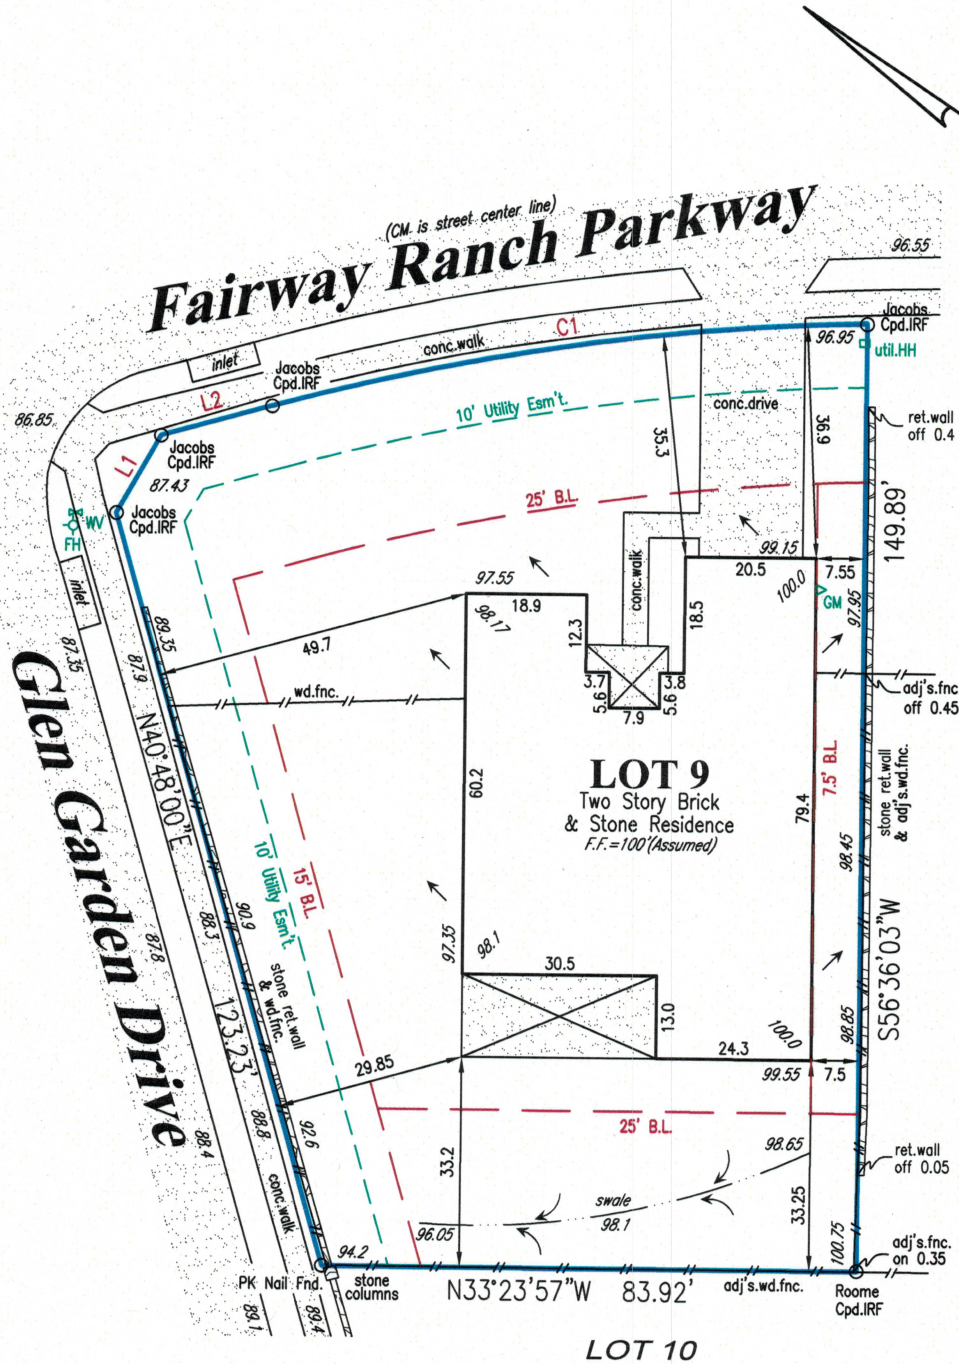 (CM. is street center line)
Fairway Ranch Parkway
96.55
Jacobs
Cpd.IRF
C1
conc.walk
96.95
util.HH
inlet
Jacobs
Cpd.IRF
L2
86.85
Jacobs
Cpd.IRF
L1
87.43
Jacobs
Cpd.IRF
WV
FH
inlet
10' Utility Esm't.
conc.drive
35.3
36.9
ret.wall
off 0.4
149.89'
25' B.L.
99.15
20.5
7.55
100.0
GM
97.95
97.55
18.9
98.17
12.3
conc.walk
18.5
89.35
87.35
87.9
49.7
wd.fnc.
3.7
3.8
5.6
5.6
7.9
adj's.fnc
off 0.45
Glen Garden Drive
N40°48'00"E
60.2
LOT 9
Two Story Brick
& Stone Residence
F.F.=100'(Assumed)
79.4
7.5' B.L.
stone ret.wall
& adj's.wd.fnc.
98.45
10' Utility Esm't.
15' B.L.
90.9
88.3
87.8
97.35
98.1
S56°36'03"W
stone ret.wall
& wd.fnc.
30.5
13.0
123.23'
100.0
98.85
24.3
99.55
7.5
29.85
25' B.L.
88.8
92.6
88.4
33.2
98.65
33.25
ret.wall
off 0.05
conc.walk
swale
98.1
96.05
94.2
100.75
adj's.fnc.
on 0.35
PK Nail Fnd.
stone
columns
N33°23'57"W 83.92'
adj's.wd.fnc.
Roome
Cpd.IRF
89.1
89.4
LOT 10